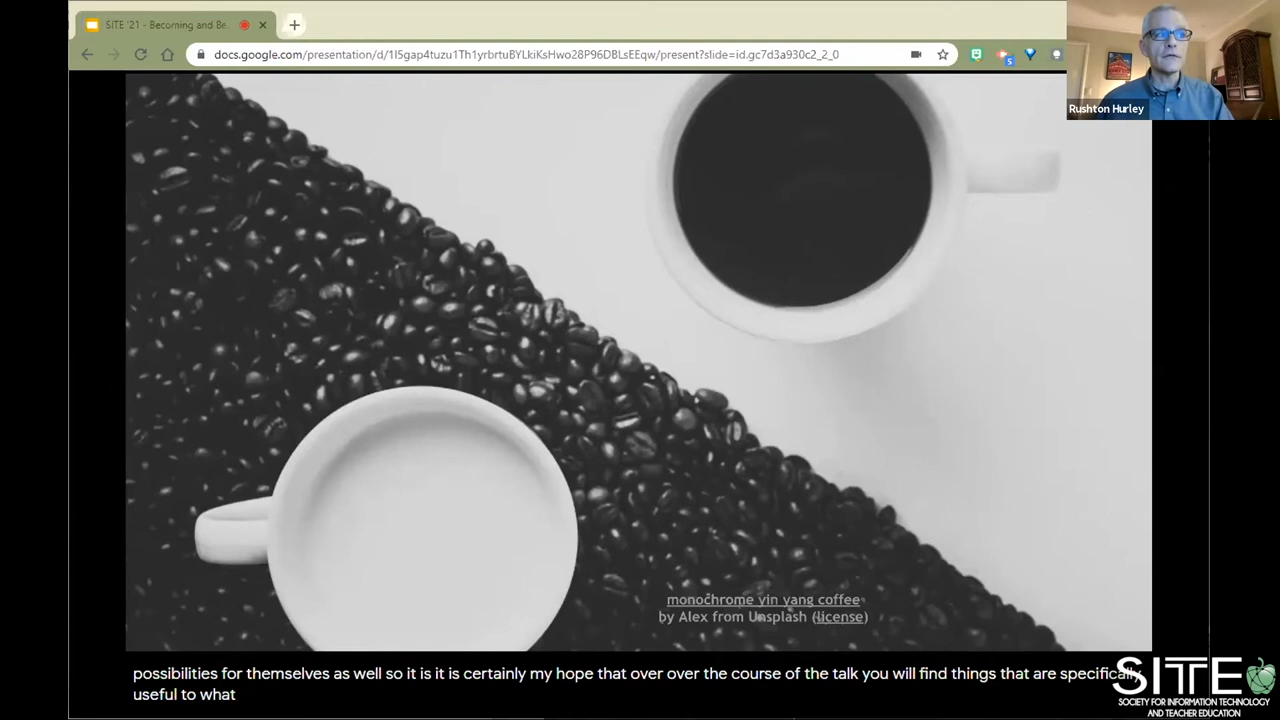 SITE '21 - Becoming and Be
docs.google.com/presentation/d/1I5gap4tuzu1Th1yrbrtuBYLkiKsHwo28P96DBLsEEqw/present?slide=id.gc7d3a930c2_2_0
5
Rushton Hurley
monochrome yin yang coffee
by Alex from Unsplash (license)
possibilities for themselves as well so it is it is certainly my hope that over over the course of the talk you will find things that are specifically
useful to what
SITE
SOCIETY FOR INFORMATION TECHNOLOGY
AND TEACHER EDUCATION